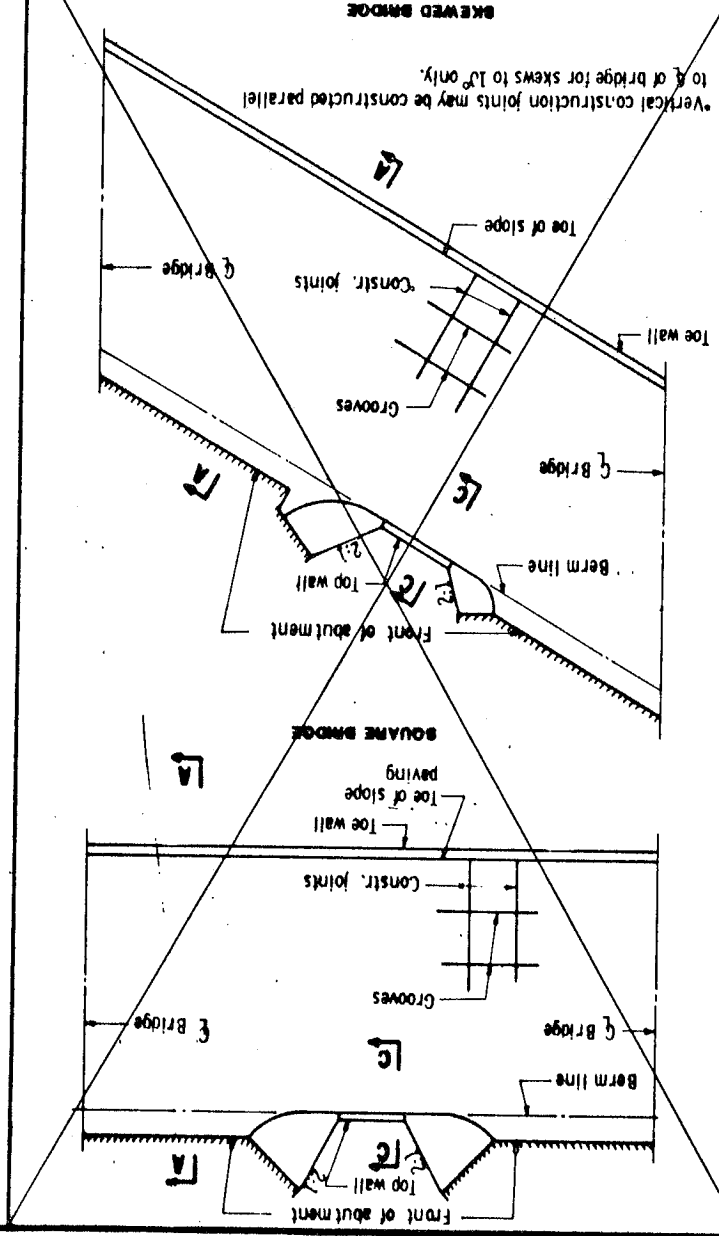 Front of abutment
Top wall
2:1
2:1
C
A
Berm line
C
℄ Bridge
℄ Bridge
Grooves
Constr. joints
Toe wall
Toe of slope
paving
A
SQUARE BRIDGE
Front of abutment
Top wall
2:1
C
2:1
Berm line
A
C
℄ Bridge
Grooves
*Constr. joints
℄ Bridge
Toe wall
Toe of slope
A
*Vertical construction joints may be constructed parallel
to ℄ of bridge for skews to 10° only.
SKEWED BRIDGE